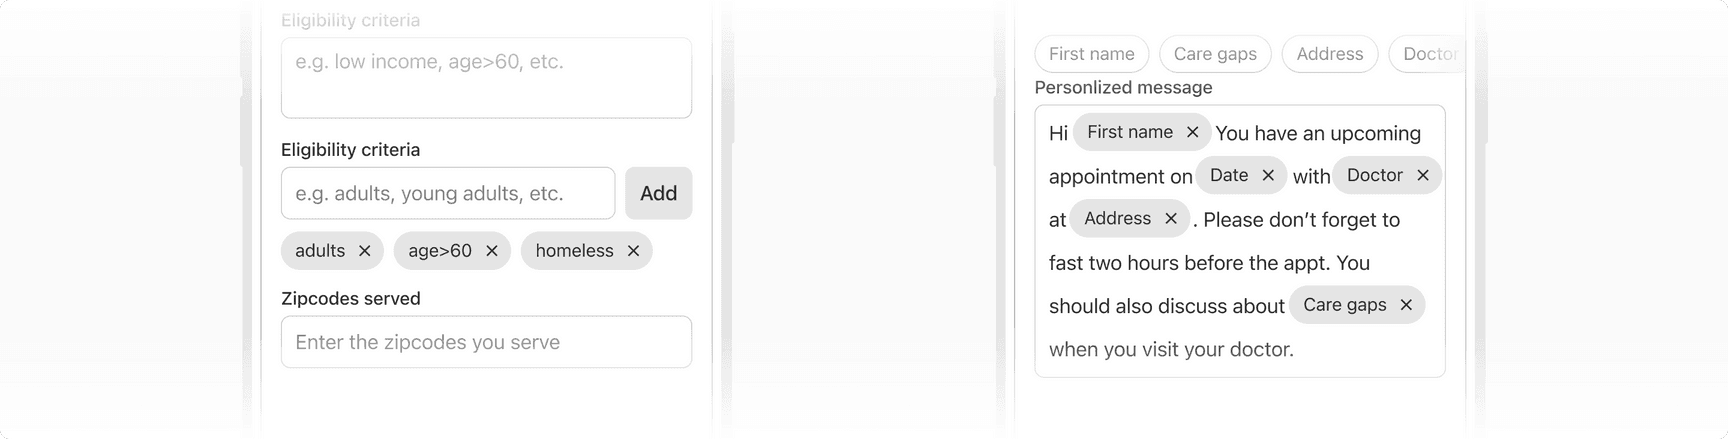 Eligibility criteria
e.g. low income, age>60, etc.
Eligibility criteria
e.g. adults, young adults, etc.
Add
adults × age>60 × homeless ×
Zipcodes served
Enter the zipcodes you serve
First name Care gaps Address Doctor
Personlized message
Hi First name × You have an upcoming
appointment on Date × with Doctor ×
at Address × . Please don’t forget to
fast two hours before the appt. You
should also discuss about Care gaps ×
when you visit your doctor.